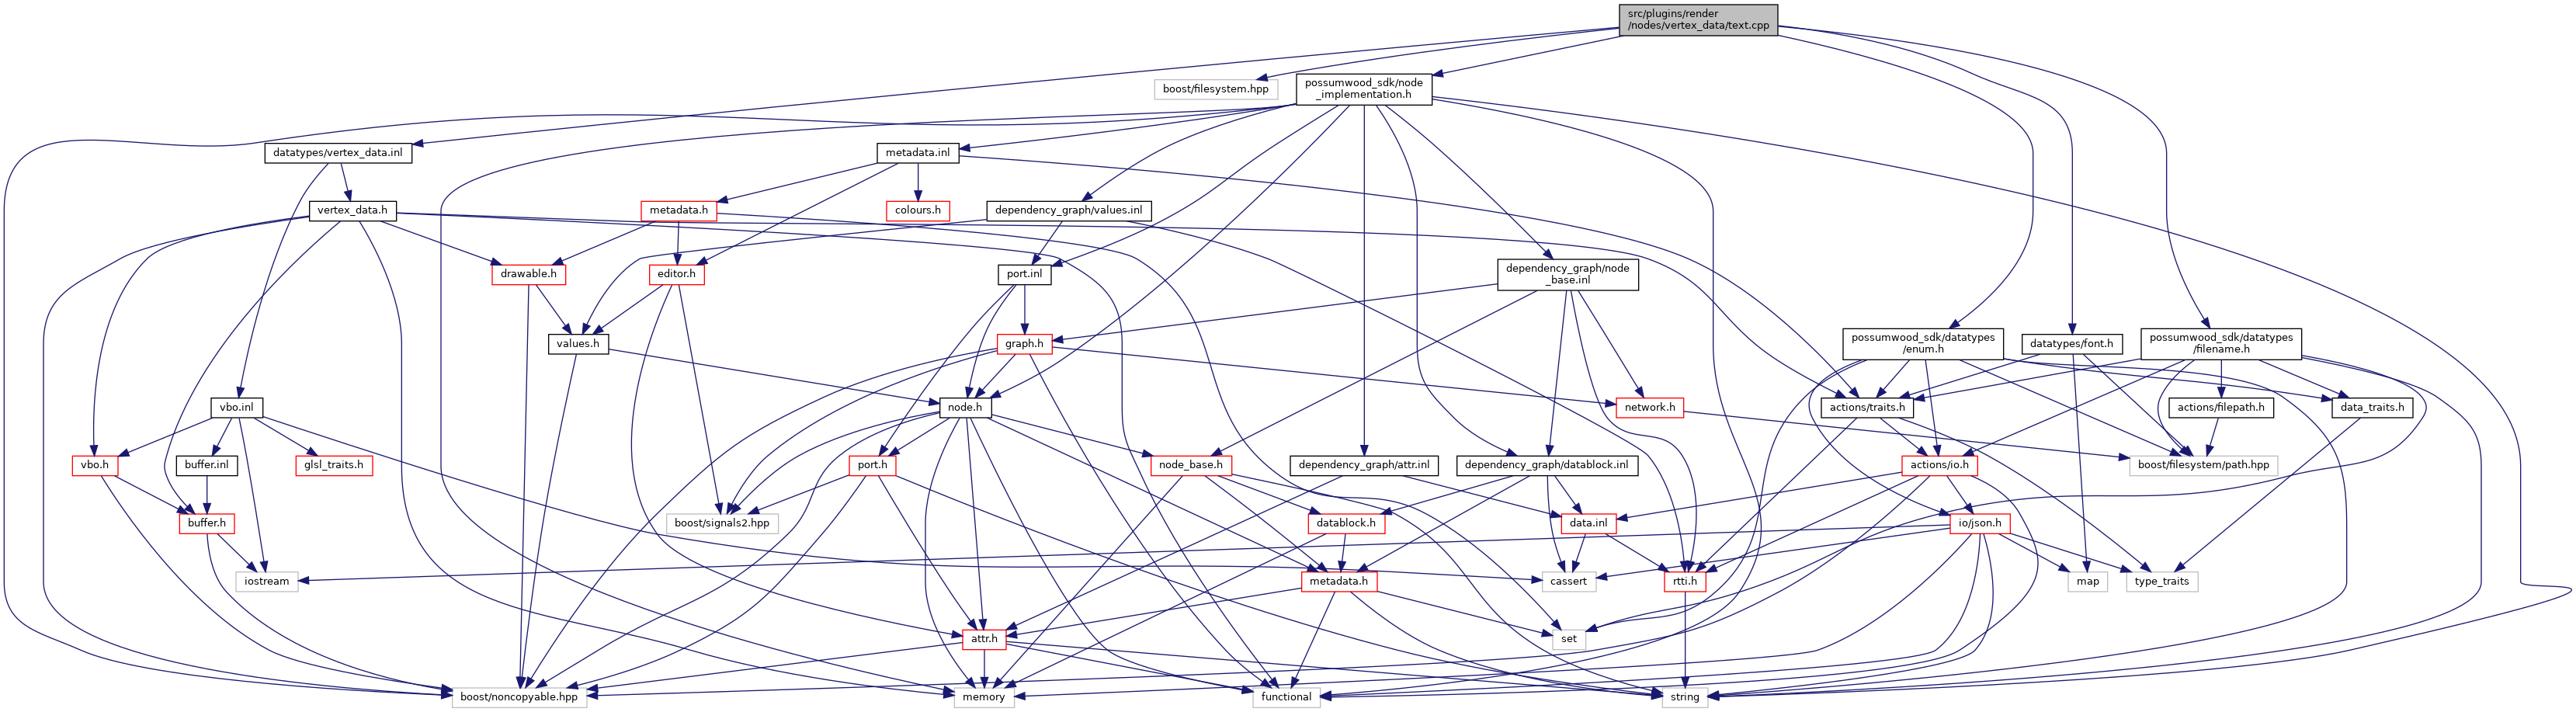 src/plugins/render
/nodes/vertex_data/text.cpp
boost/filesystem.hpp
possumwood_sdk/node
_implementation.h
datatypes/vertex_data.inl
metadata.inl
vertex_data.h
metadata.h
colours.h
dependency_graph/values.inl
drawable.h
editor.h
port.inl
dependency_graph/node
_base.inl
values.h
graph.h
possumwood_sdk/datatypes
/enum.h
datatypes/font.h
possumwood_sdk/datatypes
/filename.h
vbo.inl
node.h
network.h
actions/traits.h
actions/filepath.h
data_traits.h
vbo.h
buffer.inl
glsl_traits.h
port.h
node_base.h
dependency_graph/attr.inl
dependency_graph/datablock.inl
actions/io.h
boost/filesystem/path.hpp
buffer.h
boost/signals2.hpp
datablock.h
data.inl
io/json.h
iostream
metadata.h
cassert
rtti.h
map
type_traits
attr.h
set
boost/noncopyable.hpp
memory
functional
string